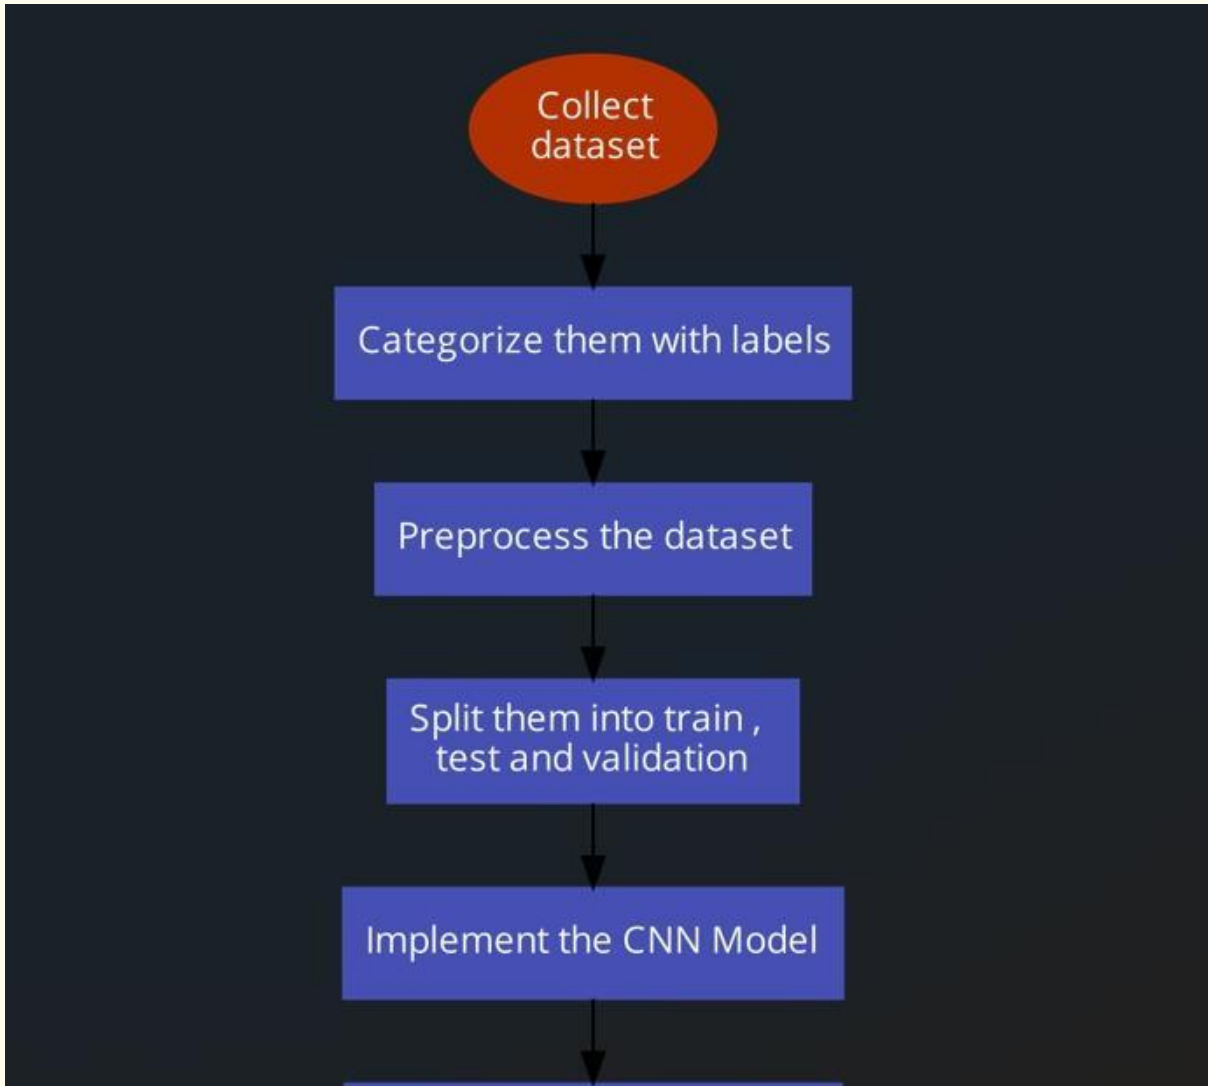 Collect
dataset
Categorize them with labels
Preprocess the dataset
Split them into train ,
test and validation
Implement the CNN Model